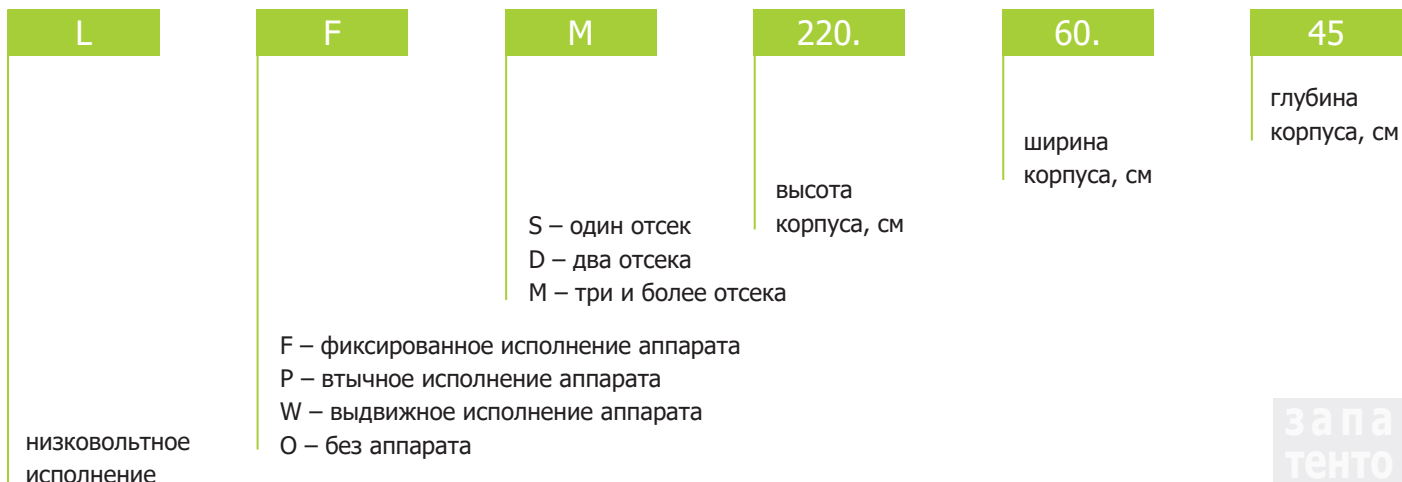 L F M 220. 60. 45
глубина
корпуса, см
ширина
корпуса, см
высота
корпуса, см
S – один отсек
D – два отсека
M – три и более отсека
F – фиксированное исполнение аппарата
P – втычное исполнение аппарата
W – выдвижное исполнение аппарата
O – без аппарата
низковольтное
исполнение
запа
тенто